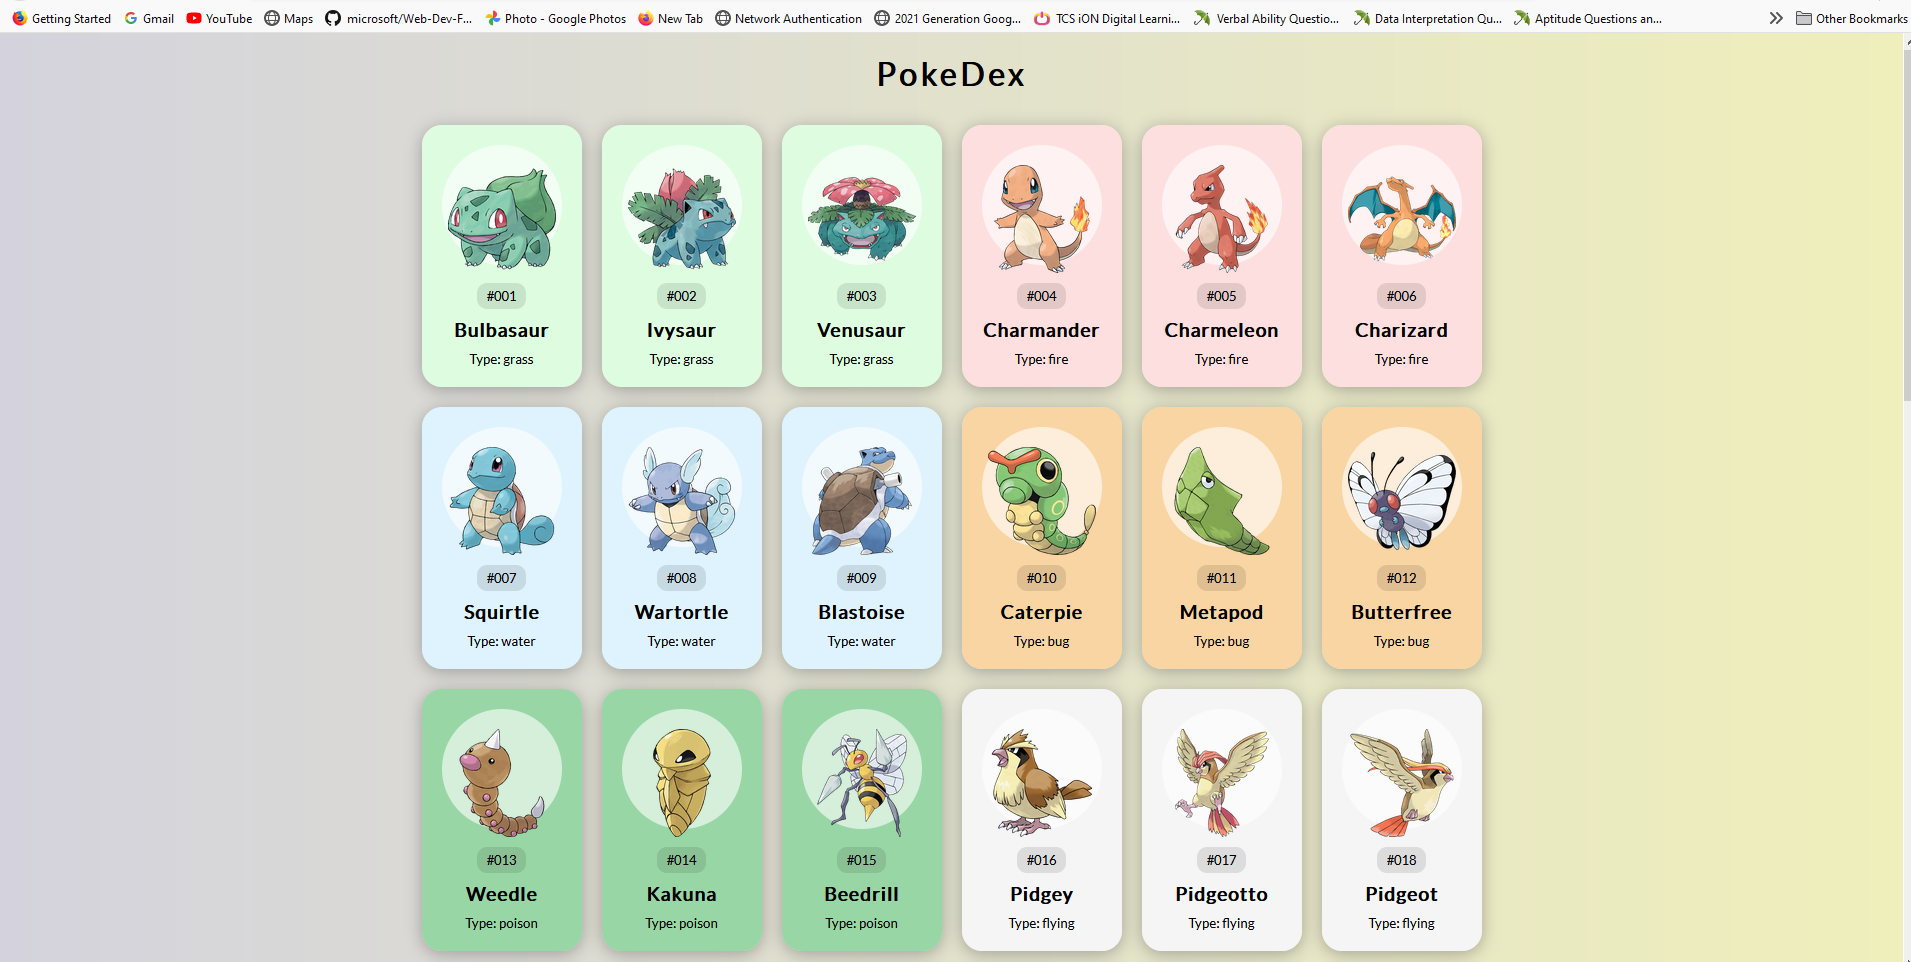 Getting Started Gmail YouTube Maps microsoft/Web-Dev-F... Photo - Google Photos New Tab Network Authentication 2021 Generation Goog... TCS iON Digital Learni... Verbal Ability Questio... Data Interpretation Qu... Aptitude Questions an... Other Bookmarks
PokeDex
#001 #002 #003 #004 #005 #006
Bulbasaur Ivysaur Venusaur Charmander Charmeleon Charizard
Type: grass Type: grass Type: grass Type: fire Type: fire Type: fire
#007 #008 #009 #010 #011 #012
Squirtle Wartortle Blastoise Caterpie Metapod Butterfree
Type: water Type: water Type: water Type: bug Type: bug Type: bug
#013 #014 #015 #016 #017 #018
Weedle Kakuna Beedrill Pidgey Pidgeotto Pidgeot
Type: poison Type: poison Type: poison Type: flying Type: flying Type: flying